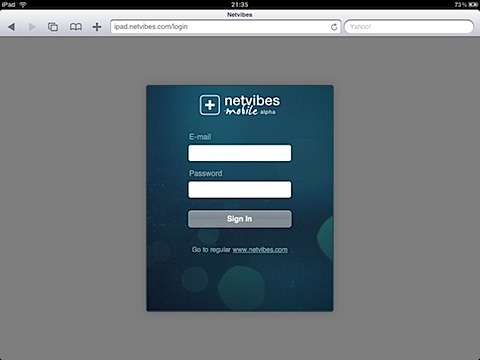 iPad 21:35 73%
Netvibes
ipad.netvibes.com/login Yahoo!
netvibes
mobile alpha
E-mail
Password
Sign In
Go to regular www.netvibes.com